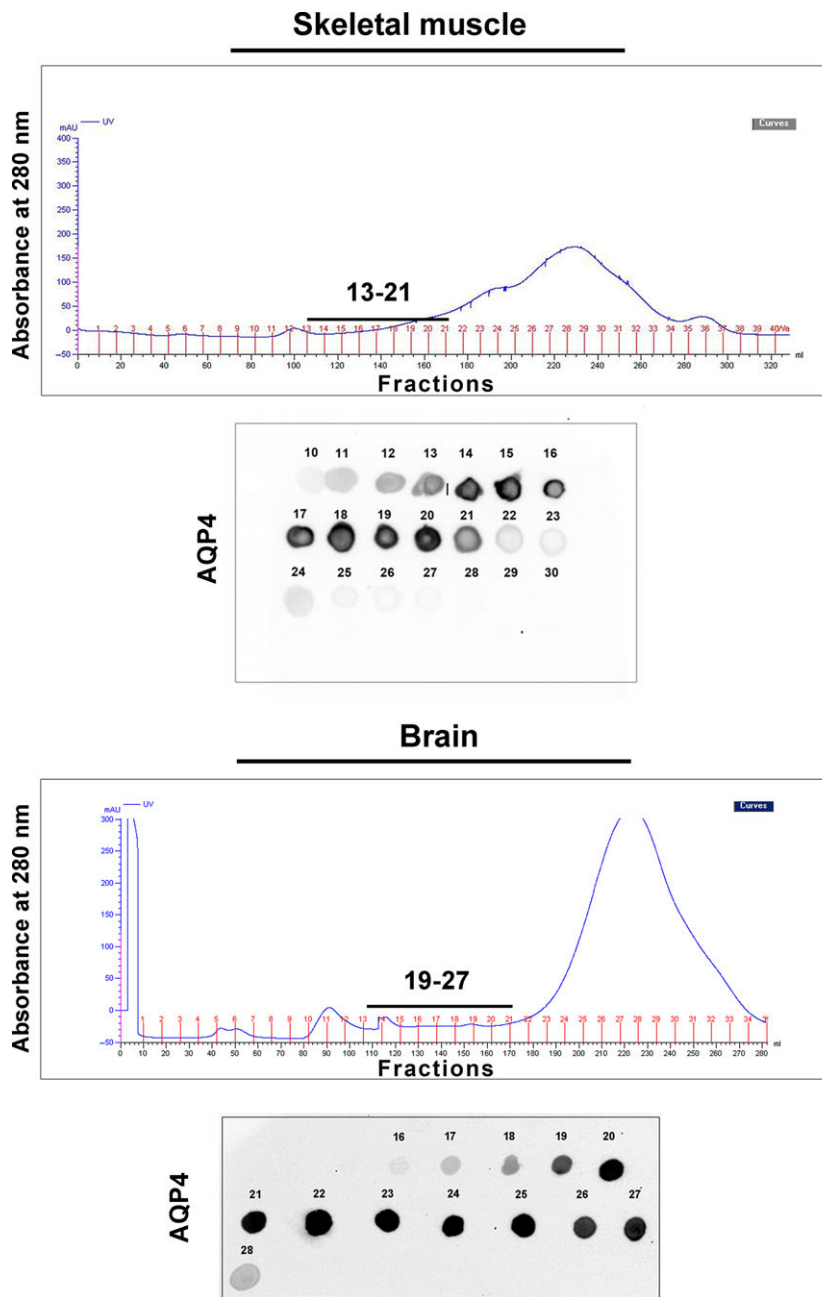 Skeletal muscle
Absorbance at 280 nm
mAU UV Curves
400
350
300
250
200
150
100
50
0
-50
13-21
1 2 3 4 5 6 7 8 9 10 11 12 13 14 15 16 17 18 19 20 21 22 23 24 25 26 27 28 29 30 31 32 33 34 35 36 37 38 39 40
0 20 40 60 80 100 120 140 160 180 200 220 240 260 280 300 320 ml
Fractions
AQP4
10 11 12 13 14 15 16
17 18 19 20 21 22 23
24 25 26 27 28 29 30
Brain
Absorbance at 280 nm
mAU UV Curves
300
250
200
150
100
50
0
-50
19-27
1 2 3 4 5 6 7 8 9 10 11 12 13 14 15 16 17 18 19 20 21 22 23 24 25 26 27 28 29 30 31 32 33 34
0 10 20 30 40 50 60 70 80 90 100 110 120 130 140 150 160 170 180 190 200 210 220 230 240 250 260 270 280 ml
Fractions
AQP4
16 17 18 19 20
21 22 23 24 25 26 27
28